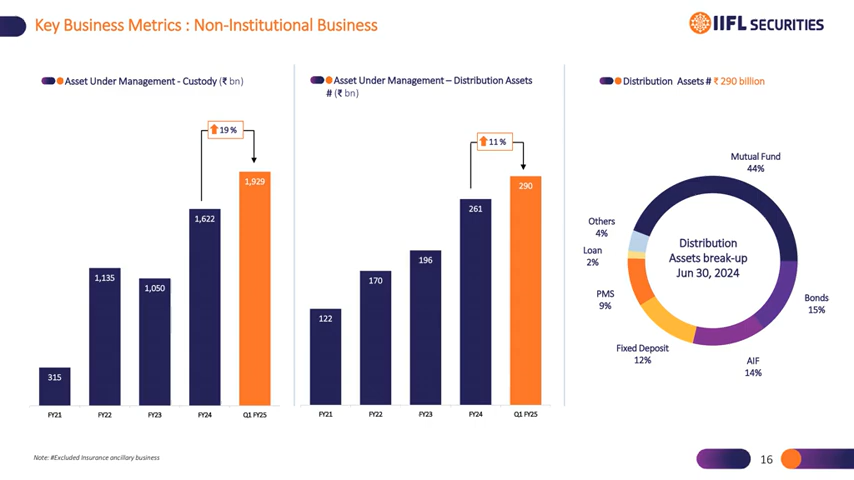 Key Business Metrics : Non-Institutional Business
IIFL SECURITIES
Asset Under Management - Custody (₹ bn)
19 %
315
1,135
1,050
1,622
1,929
FY21
FY22
FY23
FY24
Q1 FY25
Asset Under Management – Distribution Assets
# (₹ bn)
11 %
122
170
196
261
290
FY21
FY22
FY23
FY24
Q1 FY25
Distribution Assets # ₹ 290 billion
Mutual Fund
44%
Others
4%
Loan
2%
PMS
9%
Fixed Deposit
12%
AIF
14%
Bonds
15%
Distribution
Assets break-up
Jun 30, 2024
Note: #Excluded Insurance ancillary business
16